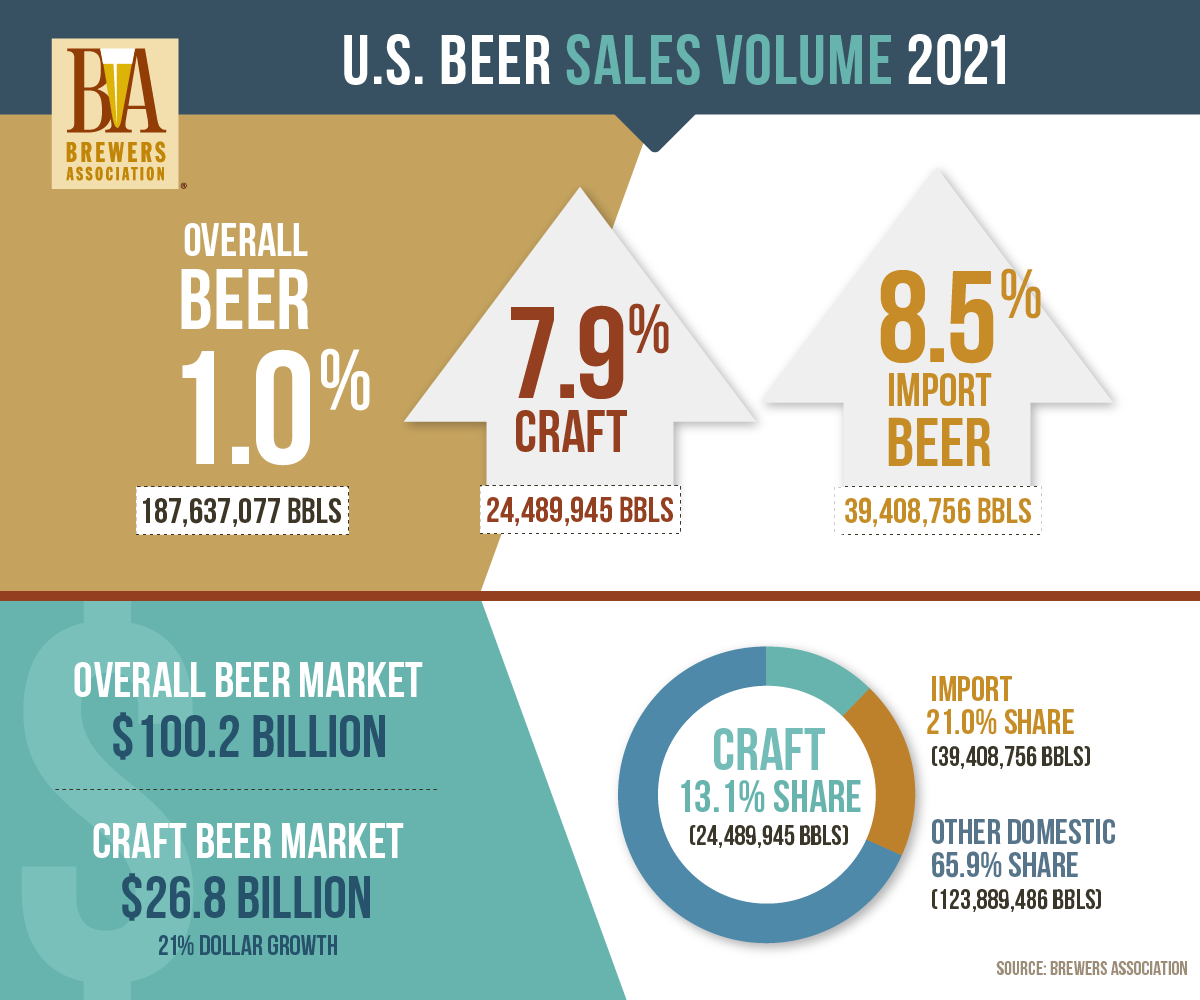 U.S. BEER SALES VOLUME 2021
BA
BREWERS
ASSOCIATION
®
OVERALL
BEER
1.0%
187,637,077 BBLS
7.9%
CRAFT
24,489,945 BBLS
8.5%
IMPORT
BEER
39,408,756 BBLS
$
OVERALL BEER MARKET
$100.2 BILLION
CRAFT BEER MARKET
$26.8 BILLION
21% DOLLAR GROWTH
CRAFT
13.1% SHARE
(24,489,945 BBLS)
IMPORT
21.0% SHARE
(39,408,756 BBLS)
OTHER DOMESTIC
65.9% SHARE
(123,889,486 BBLS)
SOURCE: BREWERS ASSOCIATION